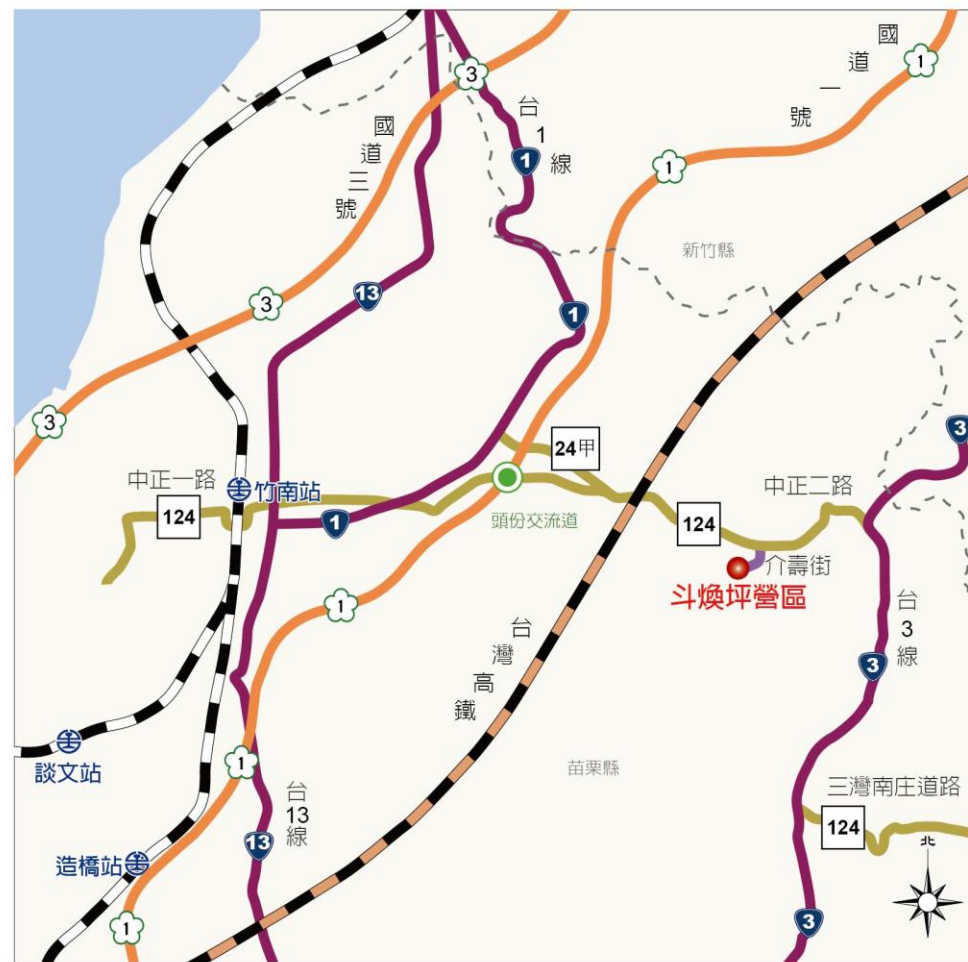 國道一號
1
3
台1線
國道三號
1
1
新竹縣
13
1
3
3
24甲
3
中正一路
竹南站
中正二路
124
1
頭份交流道
124
介壽街
斗煥坪營區
1
台3線
台灣高鐵
3
談文站
1
苗栗縣
三灣南庄道路
台13線
124
13
造橋站
北
1
3